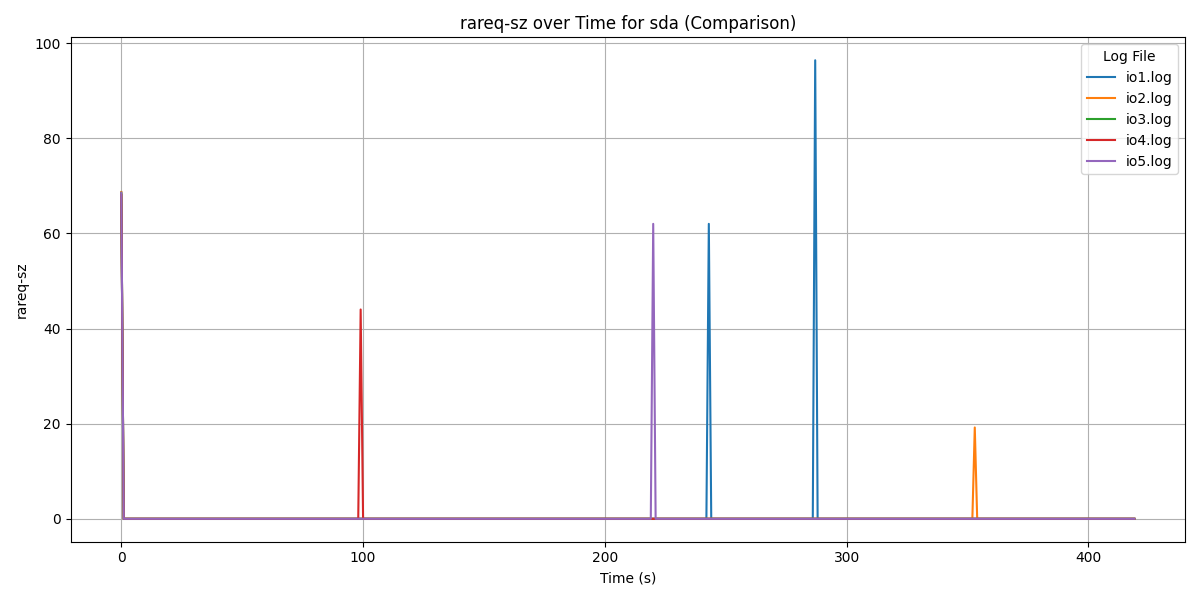 rareq-sz over Time for sda (Comparison)
100
80
60
40
20
0
rareq-sz
0
100
200
300
400
Time (s)
Log File
io1.log
io2.log
io3.log
io4.log
io5.log